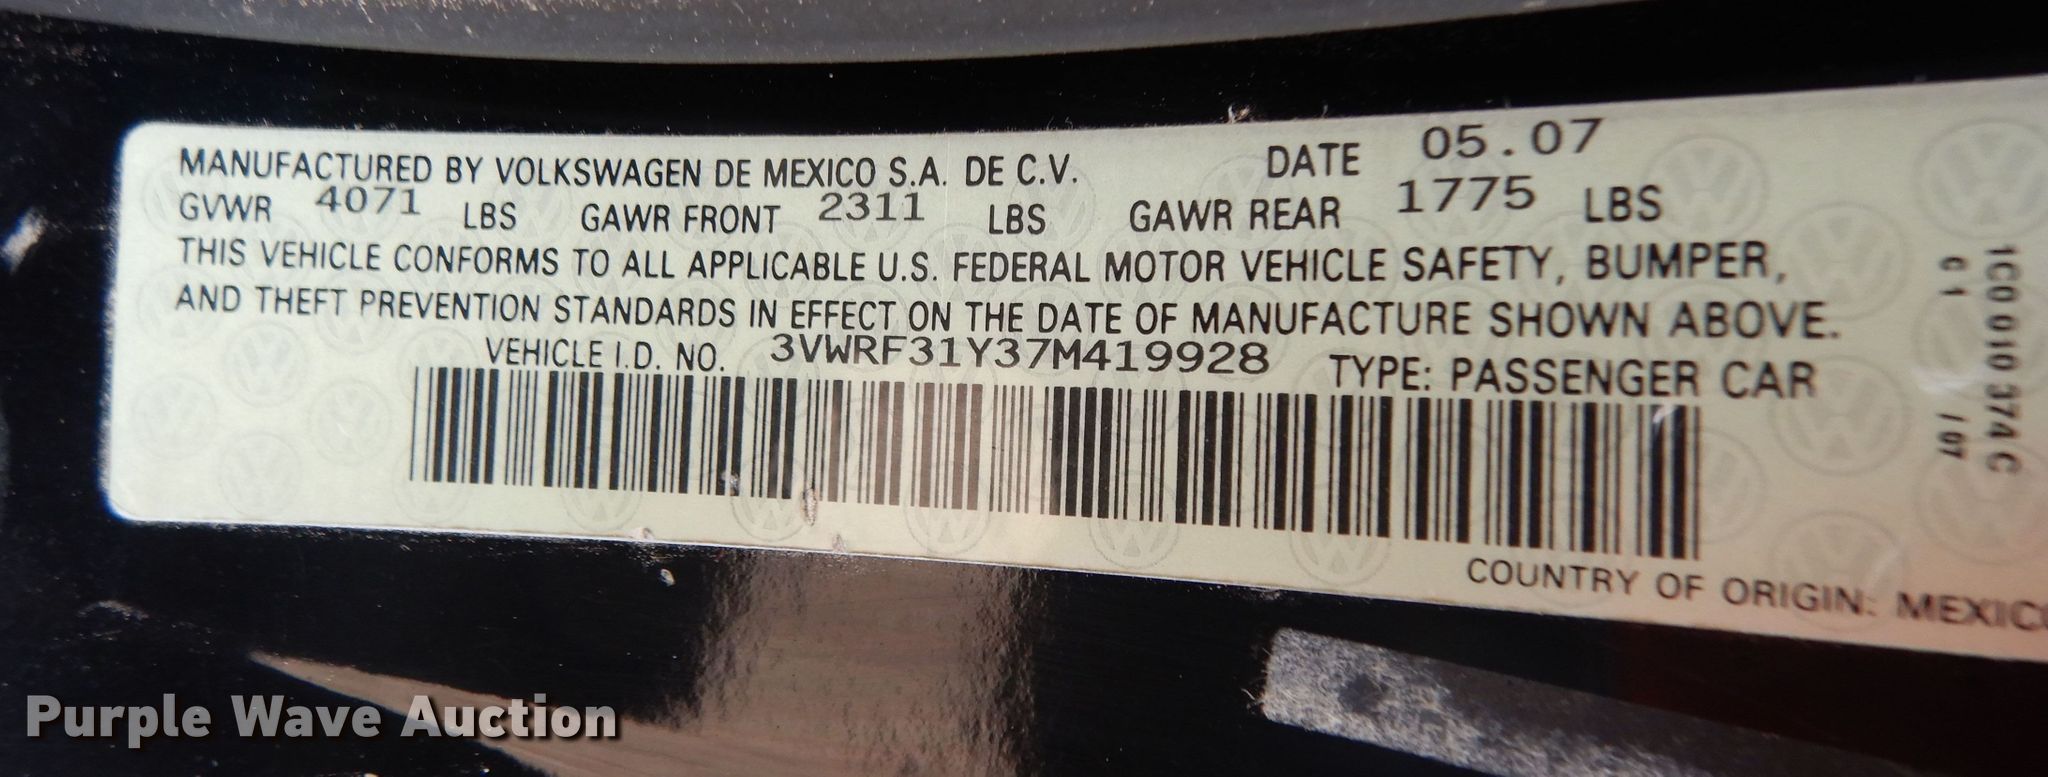 MANUFACTURED BY VOLKSWAGEN DE MEXICO S.A. DE C.V. DATE 05.07
GVWR 4071 LBS GAWR FRONT 2311 LBS GAWR REAR 1775 LBS
THIS VEHICLE CONFORMS TO ALL APPLICABLE U.S. FEDERAL MOTOR VEHICLE SAFETY, BUMPER,
AND THEFT PREVENTION STANDARDS IN EFFECT ON THE DATE OF MANUFACTURE SHOWN ABOVE.
VEHICLE I.D. NO. 3VWRF31Y37M419928 TYPE: PASSENGER CAR
COUNTRY OF ORIGIN: MEXICO
1C0 010 374 C
Purple Wave Auction